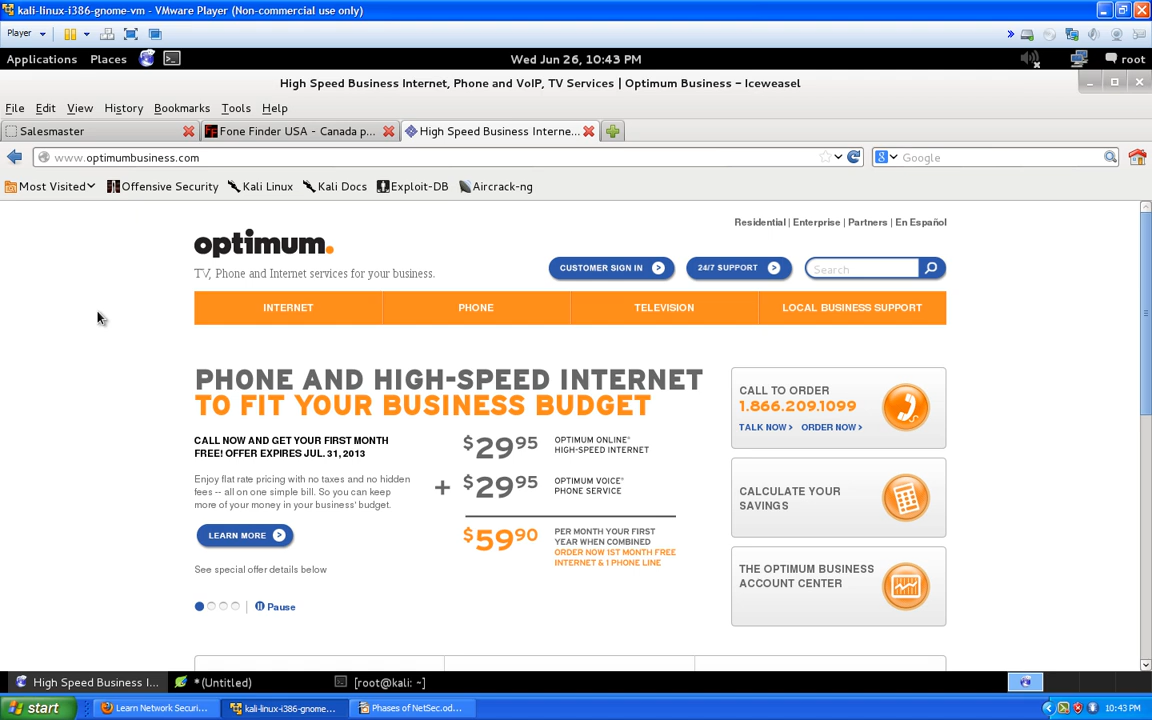 kali-linux-i386-gnome-vm - VMware Player (Non-commercial use only)
Player
Applications Places Wed Jun 26, 10:43 PM root
High Speed Business Internet, Phone and VoIP, TV Services | Optimum Business - Iceweasel
File Edit View History Bookmarks Tools Help
Salesmaster Fone Finder USA - Canada p... High Speed Business Interne...
www.optimumbusiness.com Google
Most Visited Offensive Security Kali Linux Kali Docs Exploit-DB Aircrack-ng
Residential | Enterprise | Partners | En Español
optimum.
TV, Phone and Internet services for your business.
CUSTOMER SIGN IN 24/7 SUPPORT Search
INTERNET PHONE TELEVISION LOCAL BUSINESS SUPPORT
PHONE AND HIGH-SPEED INTERNET
TO FIT YOUR BUSINESS BUDGET
CALL NOW AND GET YOUR FIRST MONTH
FREE! OFFER EXPIRES JUL. 31, 2013
Enjoy flat rate pricing with no taxes and no hidden
fees -- all on one simple bill. So you can keep
more of your money in your business' budget.
LEARN MORE
See special offer details below
Pause
$29 95 OPTIMUM ONLINE®
HIGH-SPEED INTERNET
+ $29 95 OPTIMUM VOICE®
PHONE SERVICE
$59 90 PER MONTH YOUR FIRST
YEAR WHEN COMBINED
ORDER NOW 1ST MONTH FREE
INTERNET & 1 PHONE LINE
CALL TO ORDER
1.866.209.1099
TALK NOW > ORDER NOW >
CALCULATE YOUR
SAVINGS
THE OPTIMUM BUSINESS
ACCOUNT CENTER
High Speed Business I... *(Untitled) [root@kali: ~]
start Learn Network Securi... kali-linux-i386-gnome... Phases of NetSec.od... 10:43 PM